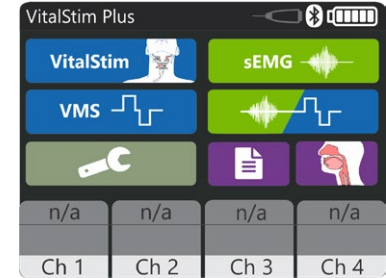 VitalStim Plus
VitalStim
sEMG
VMS
n/a n/a n/a n/a
Ch 1 Ch 2 Ch 3 Ch 4